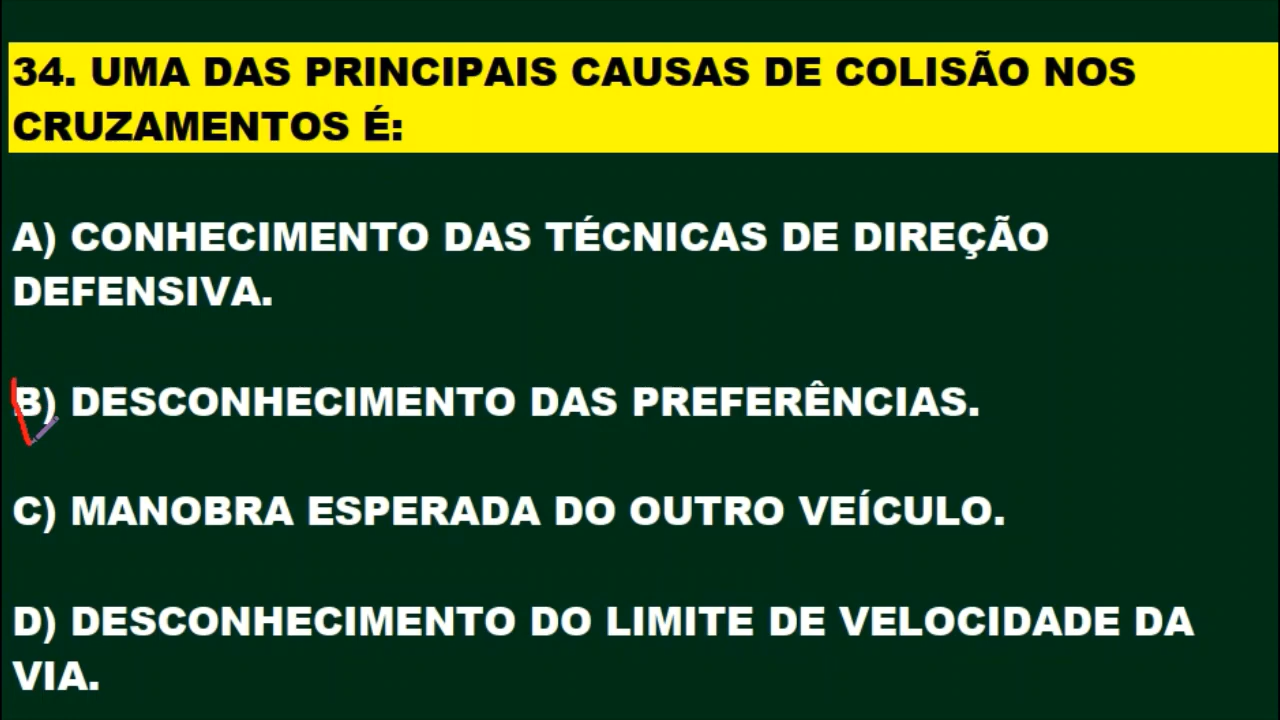 34. UMA DAS PRINCIPAIS CAUSAS DE COLISÃO NOS
CRUZAMENTOS É:
A) CONHECIMENTO DAS TÉCNICAS DE DIREÇÃO
DEFENSIVA.
B) DESCONHECIMENTO DAS PREFERÊNCIAS.
C) MANOBRA ESPERADA DO OUTRO VEÍCULO.
D) DESCONHECIMENTO DO LIMITE DE VELOCIDADE DA
VIA.